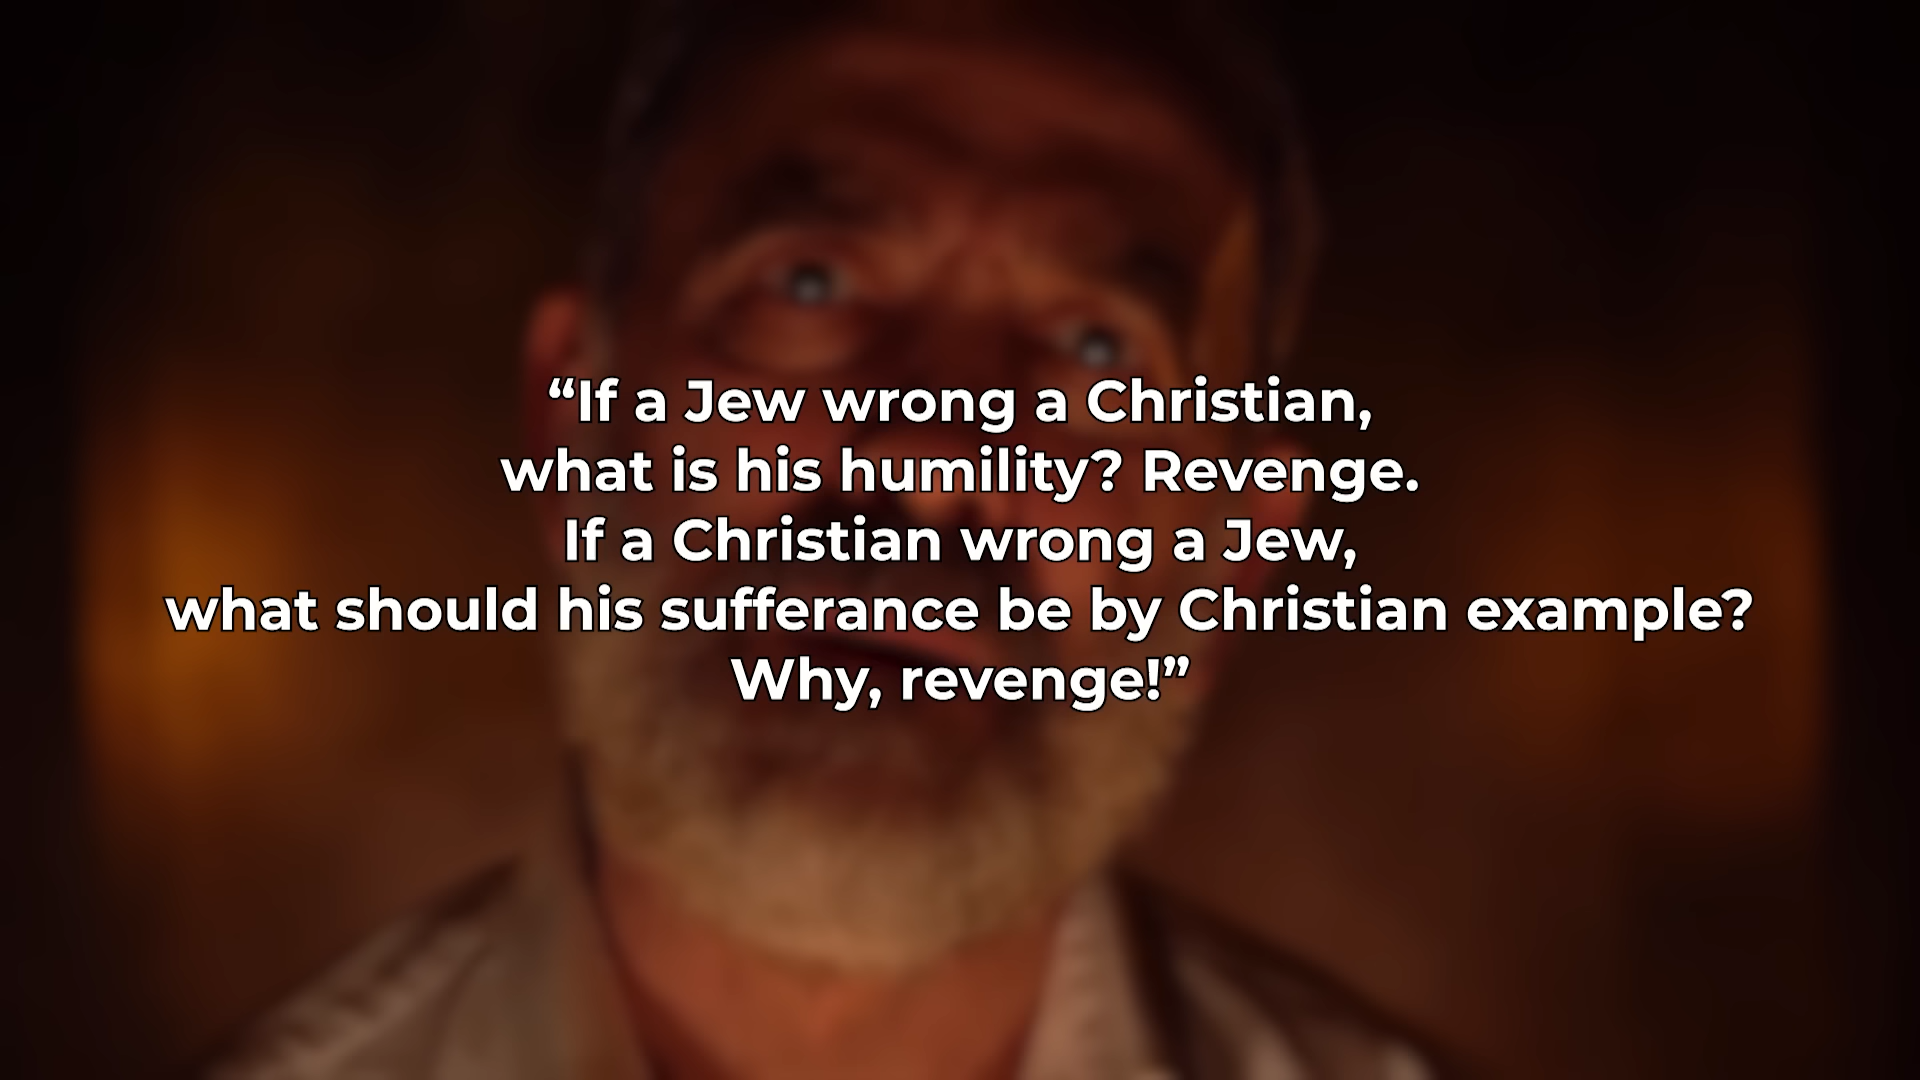 “If a Jew wrong a Christian,
what is his humility? Revenge.
If a Christian wrong a Jew,
what should his sufferance be by Christian example?
Why, revenge!”